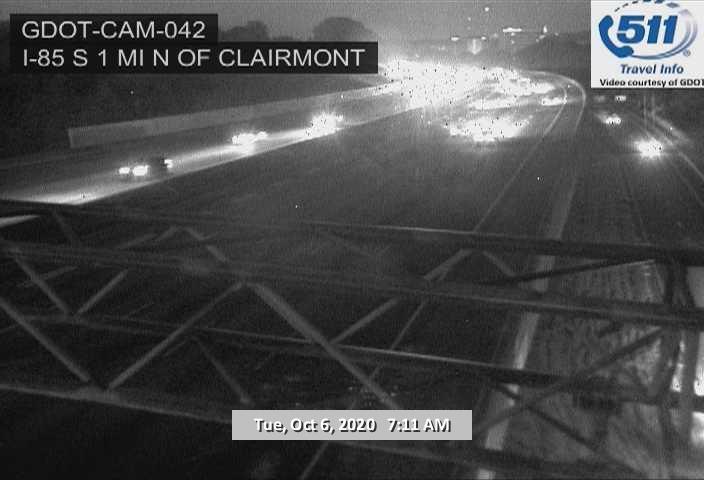 GDOT-CAM-042
I-85 S 1 MI N OF CLAIRMONT
511
Travel Info
Video courtesy of GDOT
Tue, Oct 6, 2020 7:11 AM